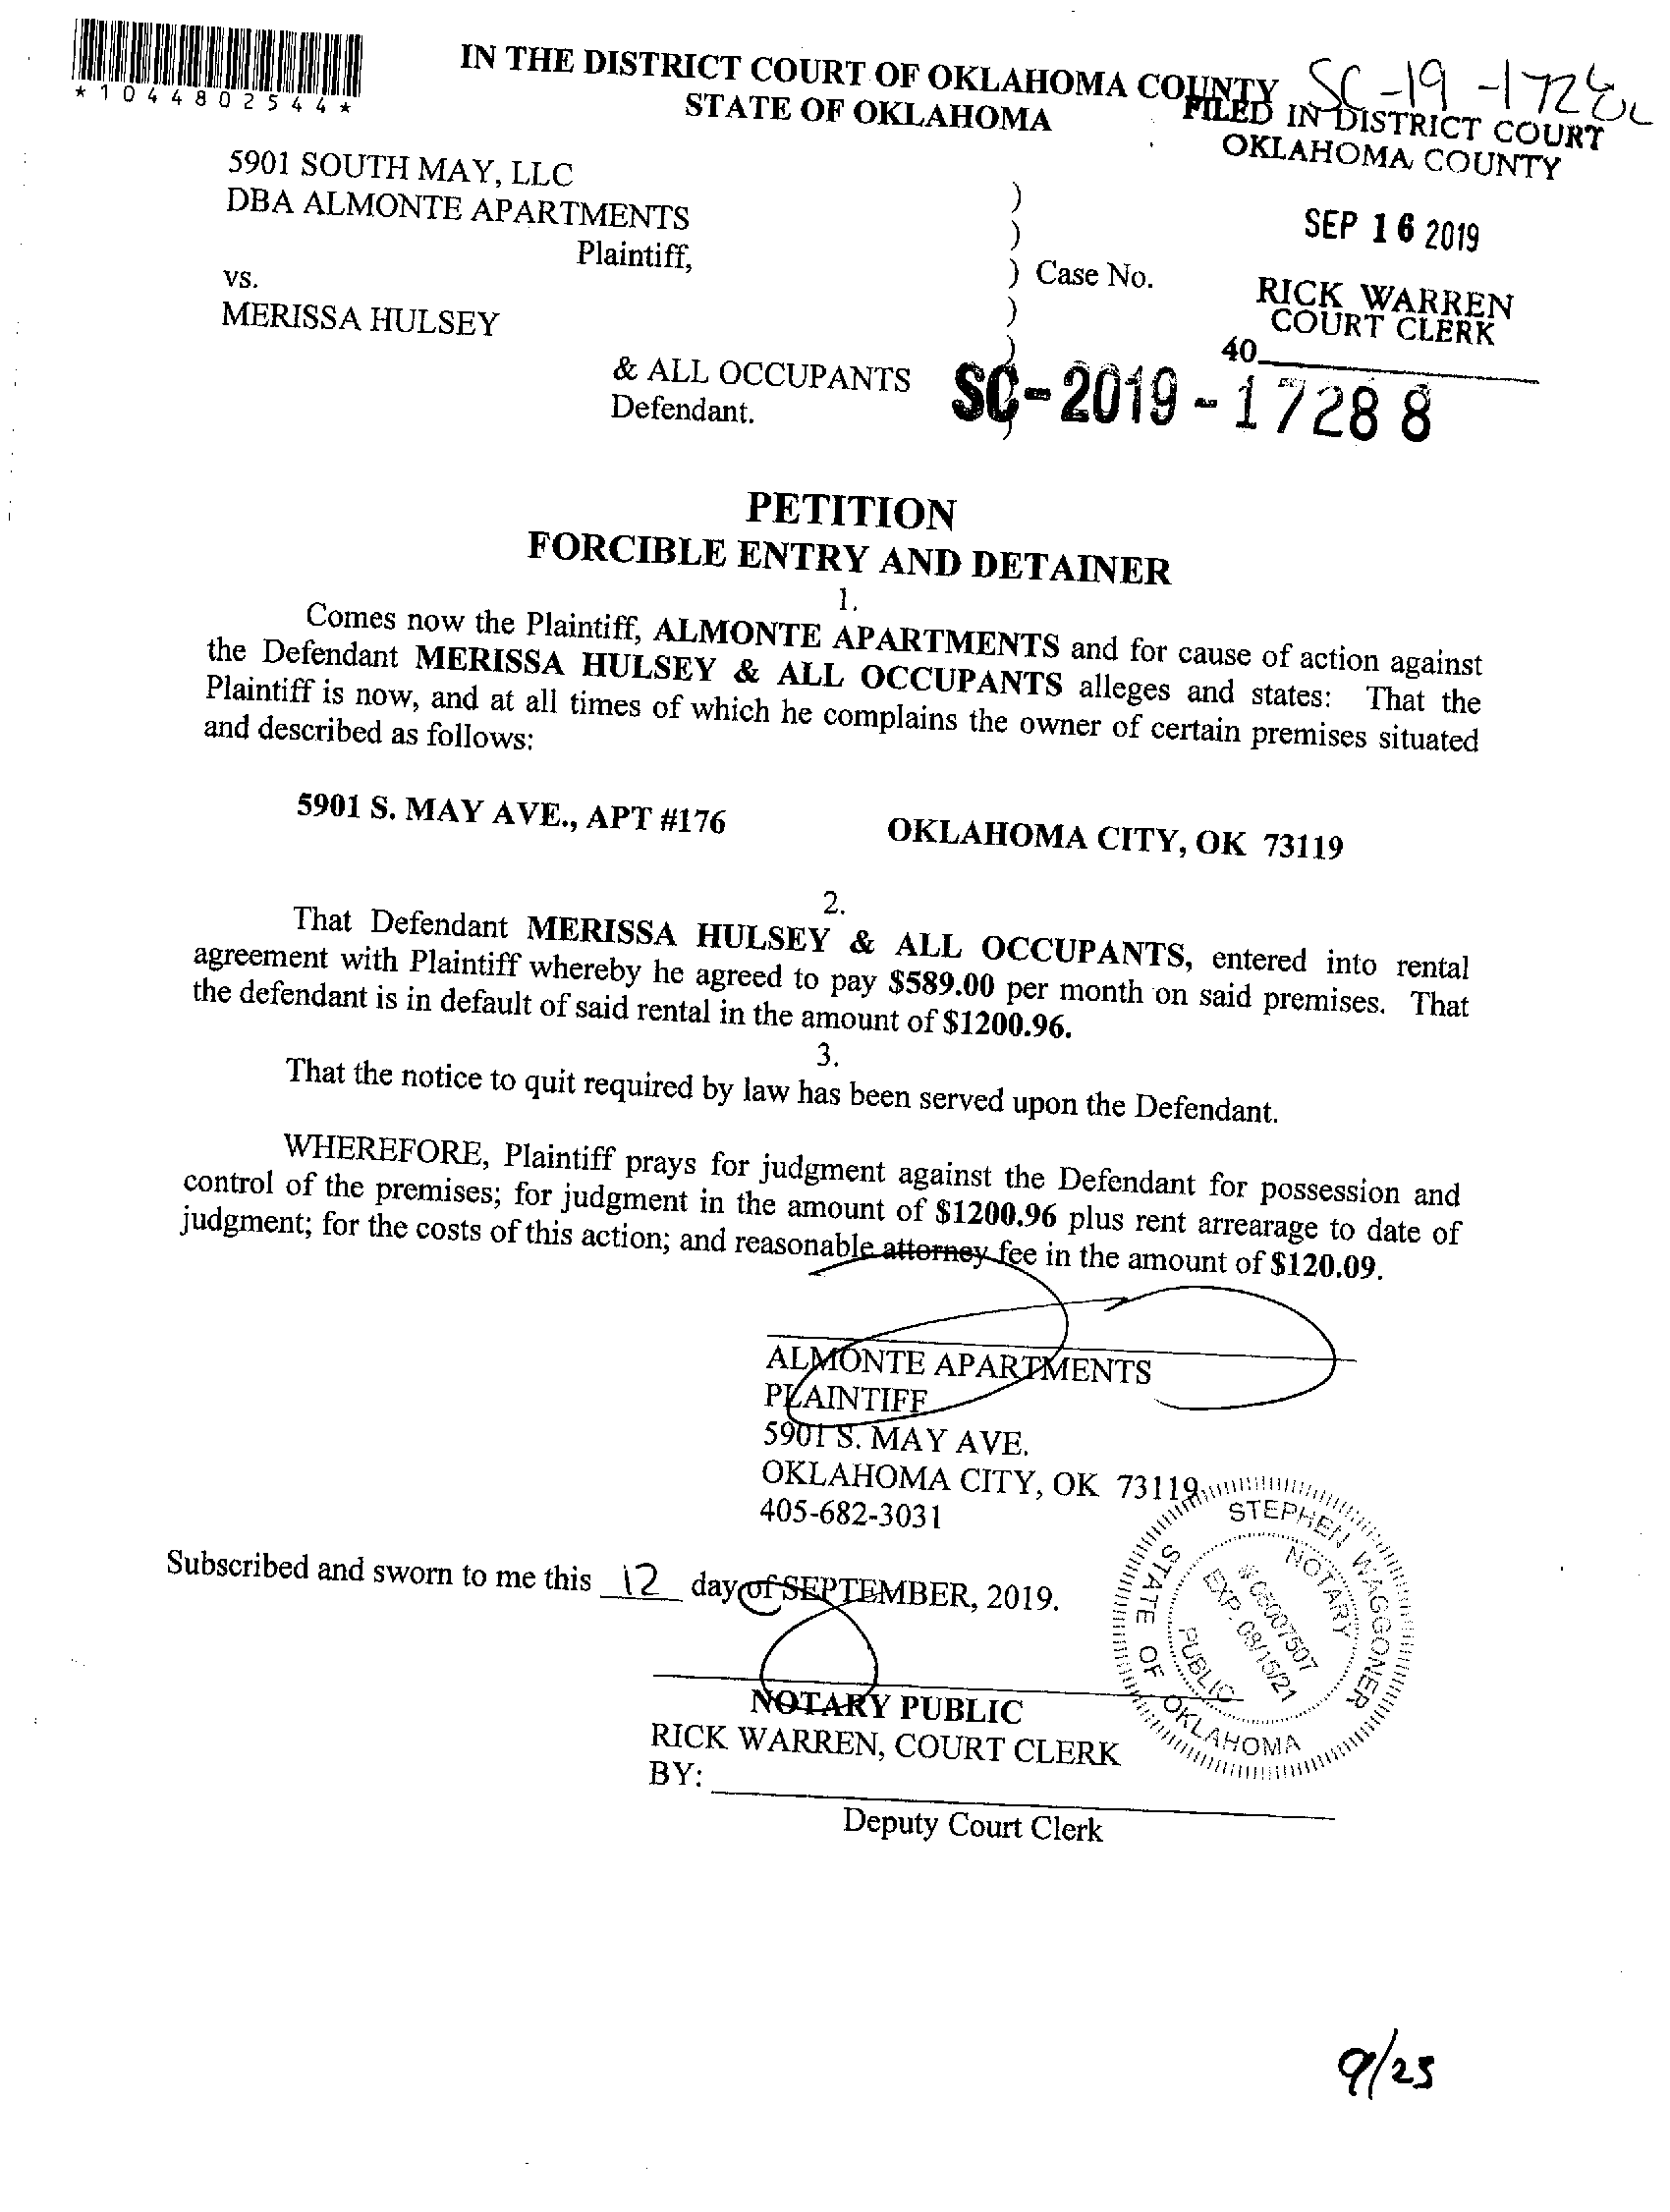 *1044802544*
IN THE DISTRICT COURT OF OKLAHOMA COUNTY
STATE OF OKLAHOMA
SC-19-1728
FILED IN DISTRICT COURT
OKLAHOMA COUNTY
SEP 16 2019
RICK WARREN
COURT CLERK
40
5901 SOUTH MAY, LLC
DBA ALMONTE APARTMENTS
Plaintiff,
vs.
MERISSA HULSEY
& ALL OCCUPANTS
Defendant.
)
)
) Case No.
)
)
)
SC-2019-17288
PETITION
FORCIBLE ENTRY AND DETAINER
1.
Comes now the Plaintiff, ALMONTE APARTMENTS and for cause of action against
the Defendant MERISSA HULSEY & ALL OCCUPANTS alleges and states: That the
Plaintiff is now, and at all times of which he complains the owner of certain premises situated
and described as follows:
5901 S. MAY AVE., APT #176 OKLAHOMA CITY, OK 73119
2.
That Defendant MERISSA HULSEY & ALL OCCUPANTS, entered into rental
agreement with Plaintiff whereby he agreed to pay $589.00 per month on said premises. That
the defendant is in default of said rental in the amount of $1200.96.
3.
That the notice to quit required by law has been served upon the Defendant.
WHEREFORE, Plaintiff prays for judgment against the Defendant for possession and
control of the premises; for judgment in the amount of $1200.96 plus rent arrearage to date of
judgment; for the costs of this action; and reasonable attorney fee in the amount of $120.09.
ALMONTE APARTMENTS
PLAINTIFF
5901 S. MAY AVE.
OKLAHOMA CITY, OK 73119
405-682-3031
Subscribed and sworn to me this 12 day of SEPTEMBER, 2019.
STEPHEN WAGGONER
STATE OF OKLAHOMA
NOTARY
# 08007507
EXP. 08/15/21
PUBLIC
NOTARY PUBLIC
RICK WARREN, COURT CLERK
BY:
Deputy Court Clerk
9/25